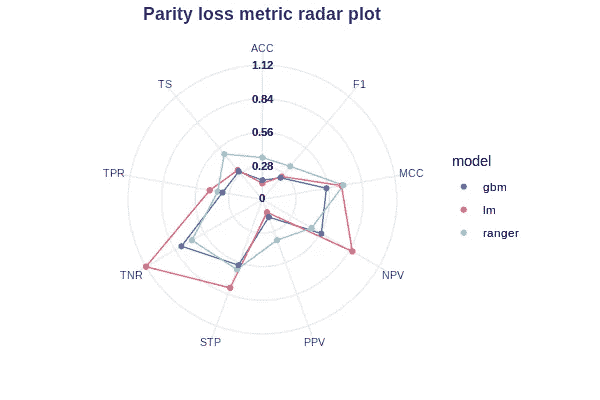 Parity loss metric radar plot
ACC
1.12
TS
F1
0.84
0.56
0.28
TPR
MCC
0
TNR
NPV
STP
PPV
model
gbm
lm
ranger